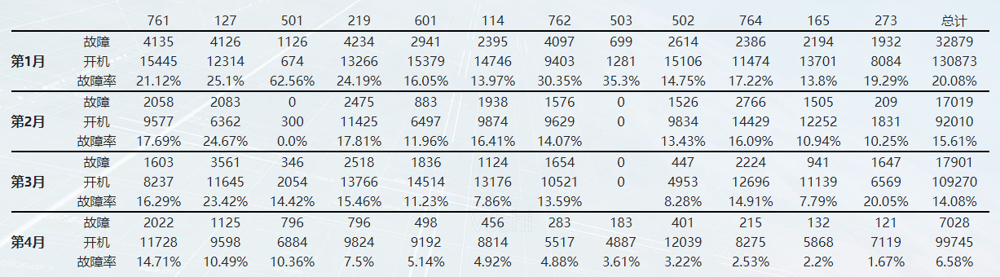 761 127 501 219 601 114 762 503 502 764 165 273 总计
故障 4135 4126 1126 4234 2941 2395 4097 699 2614 2386 2194 1932 32879
第1月 开机 15445 12314 674 13266 15379 14746 9403 1281 15106 11474 13701 8084 130873
故障率 21.12% 25.1% 62.56% 24.19% 16.05% 13.97% 30.35% 35.3% 14.75% 17.22% 13.8% 19.29% 20.08%
故障 2058 2083 0 2475 883 1938 1576 0 1526 2766 1505 209 17019
第2月 开机 9577 6362 300 11425 6497 9874 9629 0 9834 14429 12252 1831 92010
故障率 17.69% 24.67% 0.0% 17.81% 11.96% 16.41% 14.07% 13.43% 16.09% 10.94% 10.25% 15.61%
故障 1603 3561 346 2518 1836 1124 1654 0 447 2224 941 1647 17901
第3月 开机 8237 11645 2054 13766 14514 13176 10521 0 4953 12696 11139 6569 109270
故障率 16.29% 23.42% 14.42% 15.46% 11.23% 7.86% 13.59% 8.28% 14.91% 7.79% 20.05% 14.08%
故障 2022 1125 796 796 498 456 283 183 401 215 132 121 7028
第4月 开机 11728 9598 6884 9824 9192 8814 5517 4887 12039 8275 5868 7119 99745
故障率 14.71% 10.49% 10.36% 7.5% 5.14% 4.92% 4.88% 3.61% 3.22% 2.53% 2.2% 1.67% 6.58%